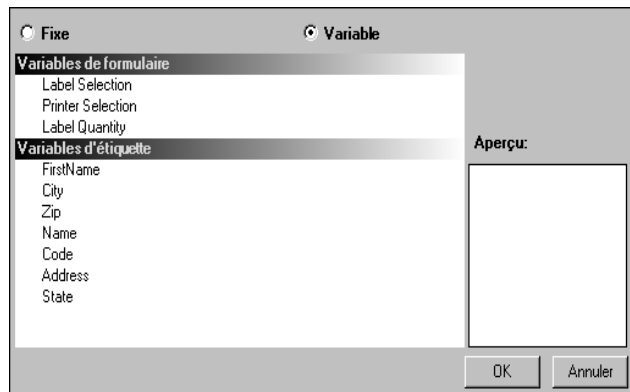 Fixe Variable
Variables de formulaire
Label Selection
Printer Selection
Label Quantity
Variables d'étiquette
FirstName
City
Zip
Name
Code
Address
State
Aperçu:
OK Annuler